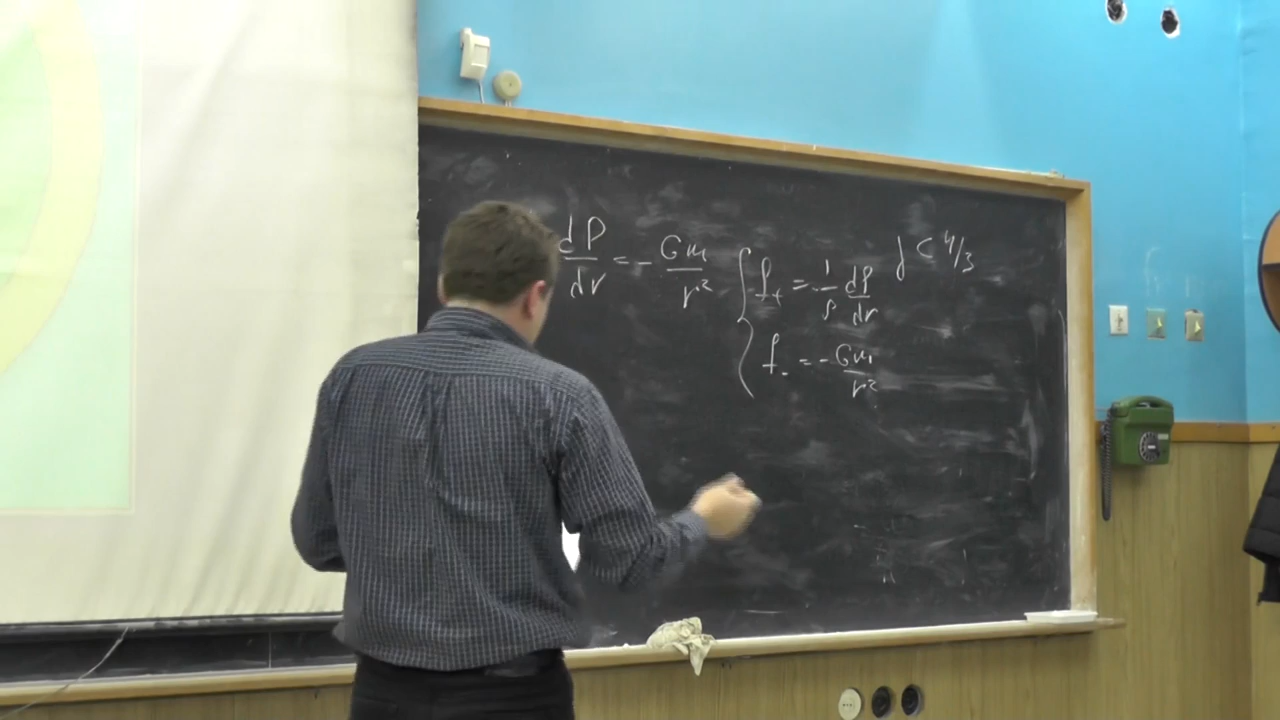 dP/dr = - Gm/r²
{ f₊ = - 1/ρ dP/dr
f₋ = - Gm/r²
γ < 4/3